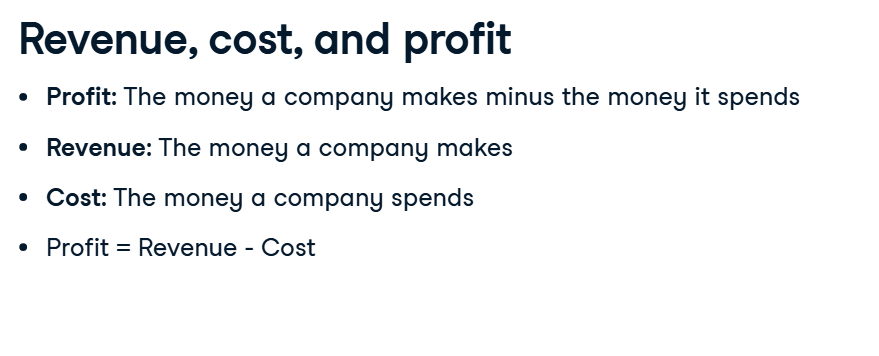 Revenue, cost, and profit
• Profit: The money a company makes minus the money it spends
• Revenue: The money a company makes
• Cost: The money a company spends
• Profit = Revenue - Cost